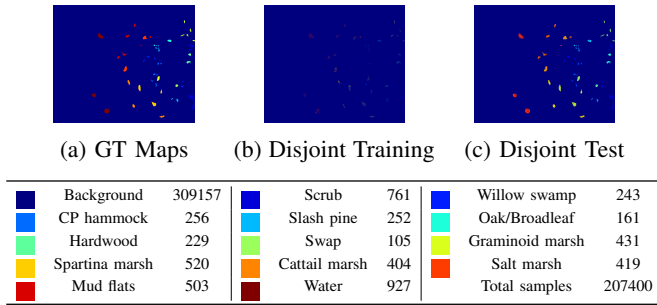 (a) GT Maps (b) Disjoint Training (c) Disjoint Test
Background 309157 Scrub 761 Willow swamp 243
CP hammock 256 Slash pine 252 Oak/Broadleaf 161
Hardwood 229 Swap 105 Graminoid marsh 431
Spartina marsh 520 Cattail marsh 404 Salt marsh 419
Mud flats 503 Water 927 Total samples 207400